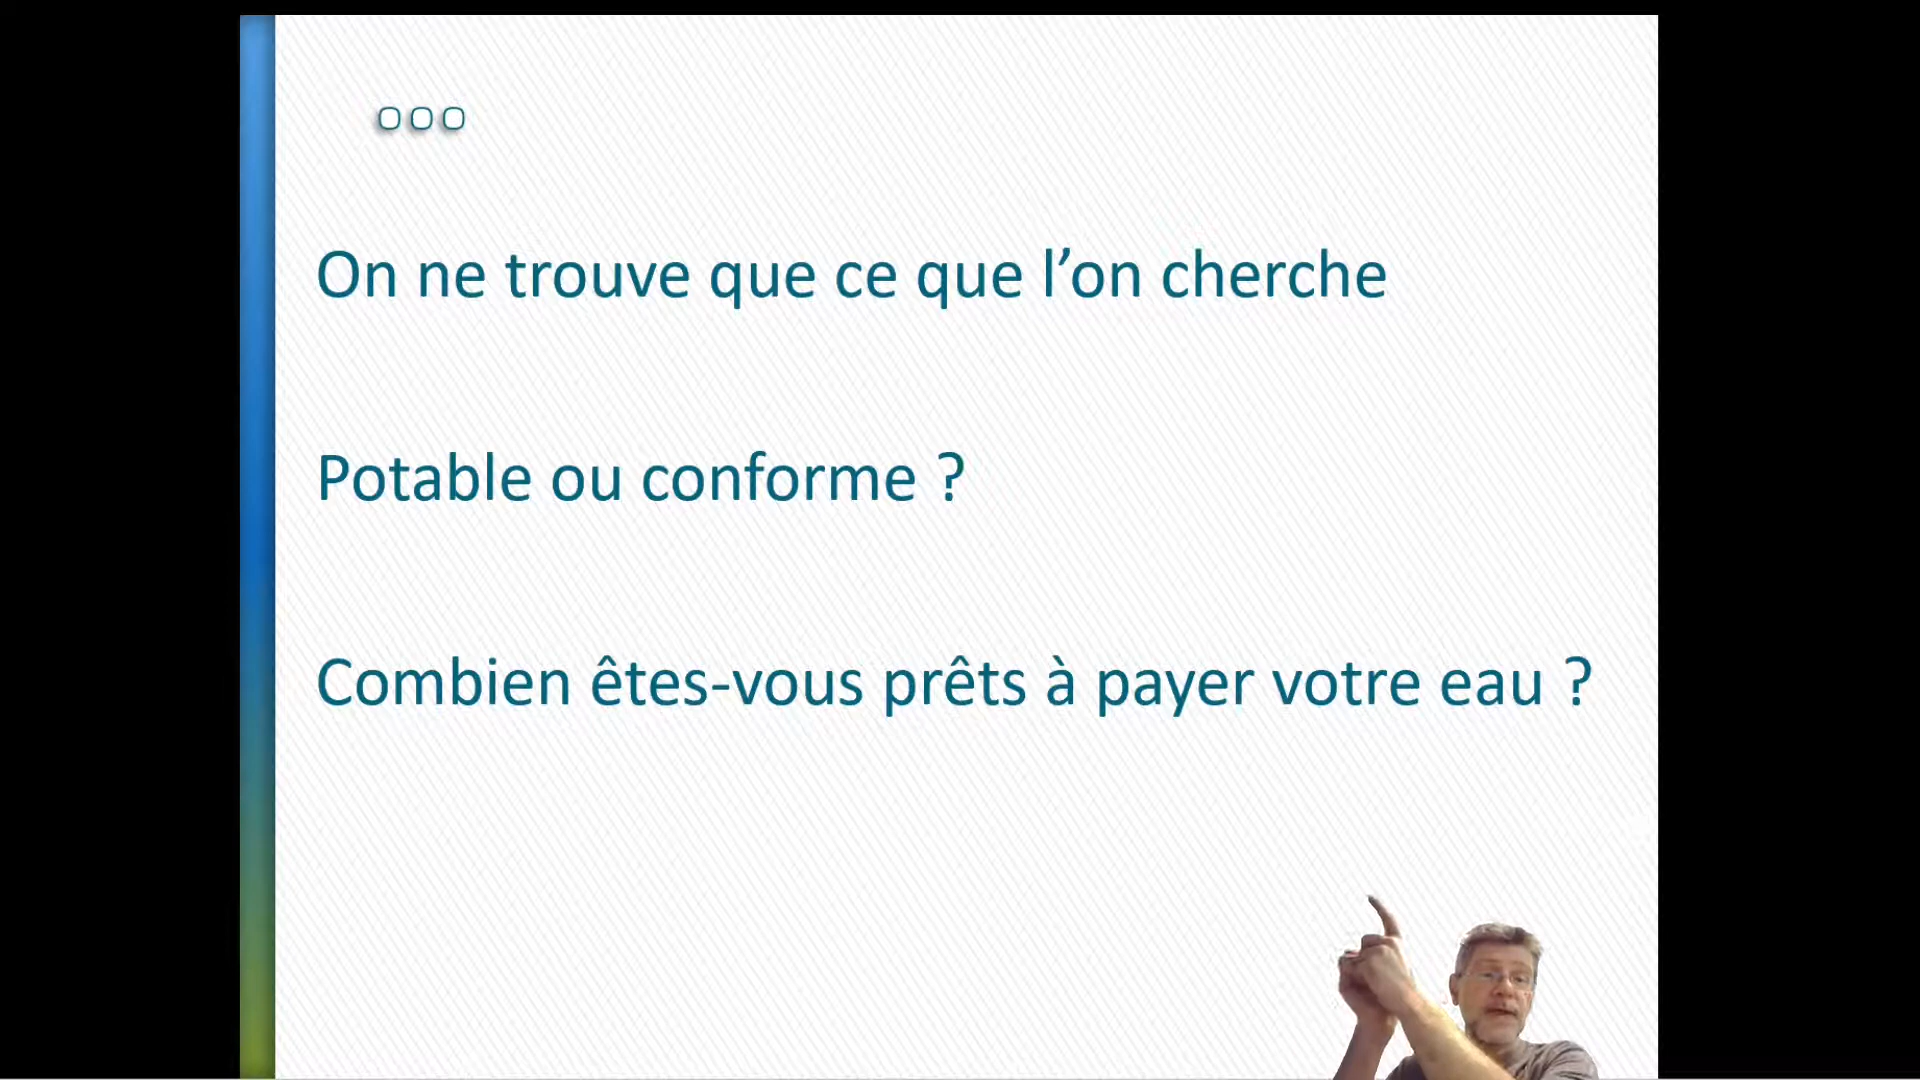 ...
On ne trouve que ce que l’on cherche
Potable ou conforme ?
Combien êtes-vous prêts à payer votre eau ?